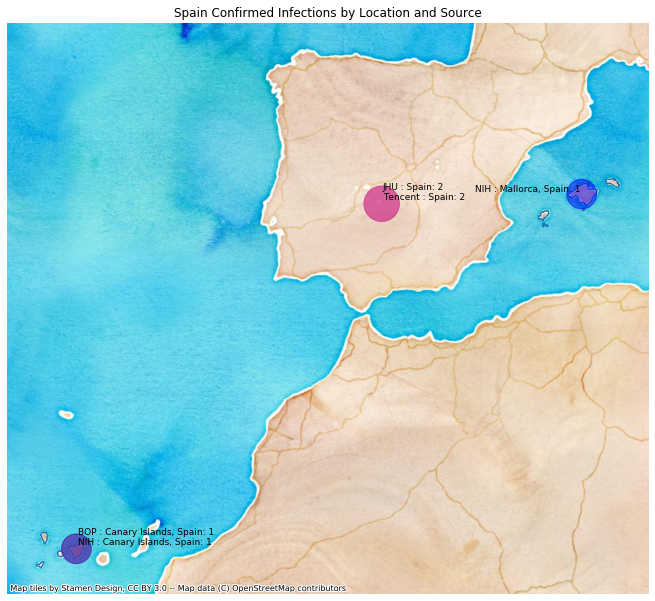 Spain Confirmed Infections by Location and Source
JHU : Spain: 2
Tencent : Spain: 2
NIH : Mallorca, Spain: 1
BOP : Canary Islands, Spain: 1
NIH : Canary Islands, Spain: 1
Map tiles by Stamen Design, CC BY 3.0 -- Map data (C) OpenStreetMap contributors